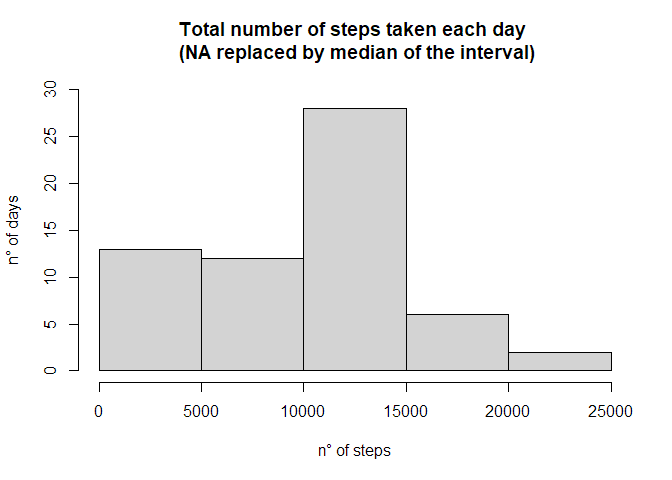 Total number of steps taken each day
(NA replaced by median of the interval)
30
25
20
15
10
5
0
n° of days
0 5000 10000 15000 20000 25000
n° of steps